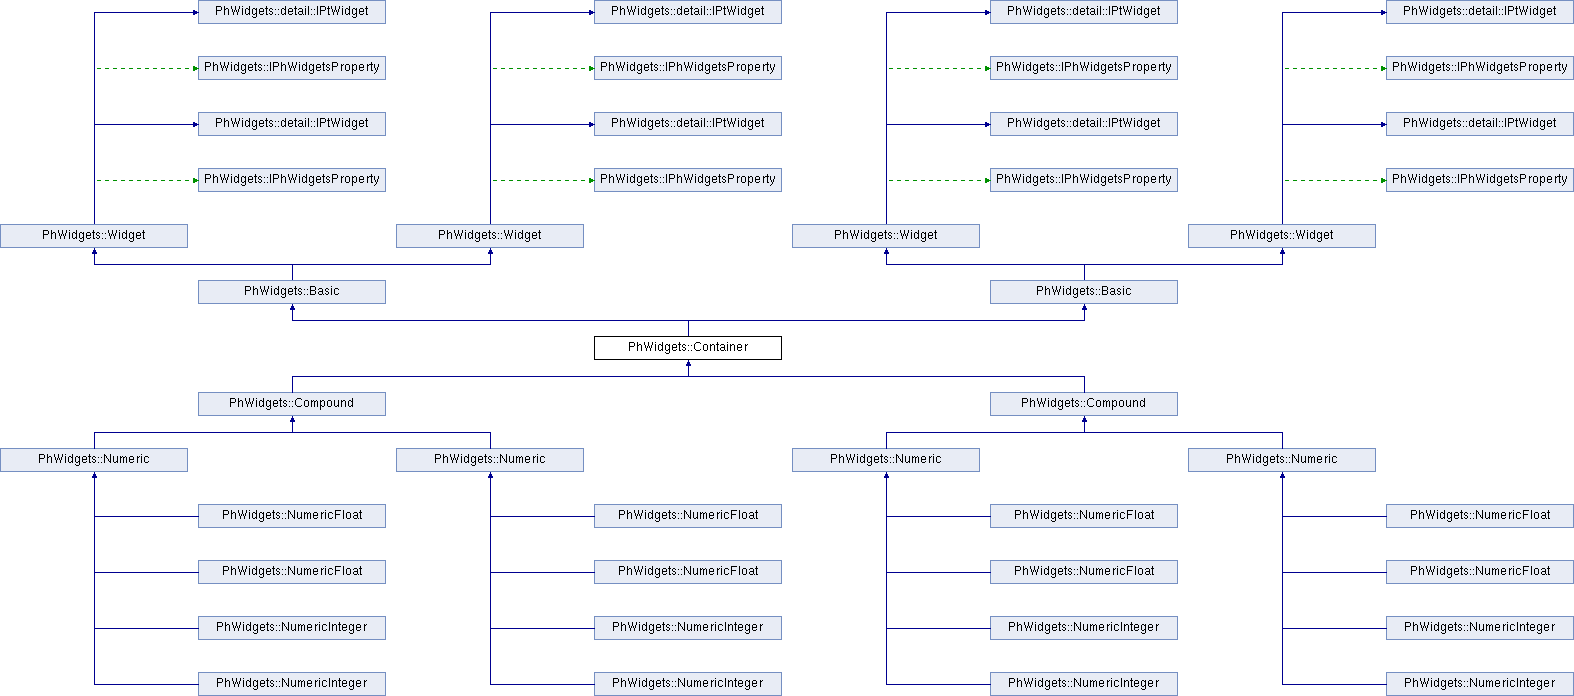 PhWidgets::detail::IPtWidget PhWidgets::detail::IPtWidget PhWidgets::detail::IPtWidget PhWidgets::detail::IPtWidget
PhWidgets::IPhWidgetsProperty PhWidgets::IPhWidgetsProperty PhWidgets::IPhWidgetsProperty PhWidgets::IPhWidgetsProperty
PhWidgets::detail::IPtWidget PhWidgets::detail::IPtWidget PhWidgets::detail::IPtWidget PhWidgets::detail::IPtWidget
PhWidgets::IPhWidgetsProperty PhWidgets::IPhWidgetsProperty PhWidgets::IPhWidgetsProperty PhWidgets::IPhWidgetsProperty
PhWidgets::Widget PhWidgets::Widget PhWidgets::Widget PhWidgets::Widget
PhWidgets::Basic PhWidgets::Basic
PhWidgets::Container
PhWidgets::Compound PhWidgets::Compound
PhWidgets::Numeric PhWidgets::Numeric PhWidgets::Numeric PhWidgets::Numeric
PhWidgets::NumericFloat PhWidgets::NumericFloat PhWidgets::NumericFloat PhWidgets::NumericFloat
PhWidgets::NumericFloat PhWidgets::NumericFloat PhWidgets::NumericFloat PhWidgets::NumericFloat
PhWidgets::NumericInteger PhWidgets::NumericInteger PhWidgets::NumericInteger PhWidgets::NumericInteger
PhWidgets::NumericInteger PhWidgets::NumericInteger PhWidgets::NumericInteger PhWidgets::NumericInteger